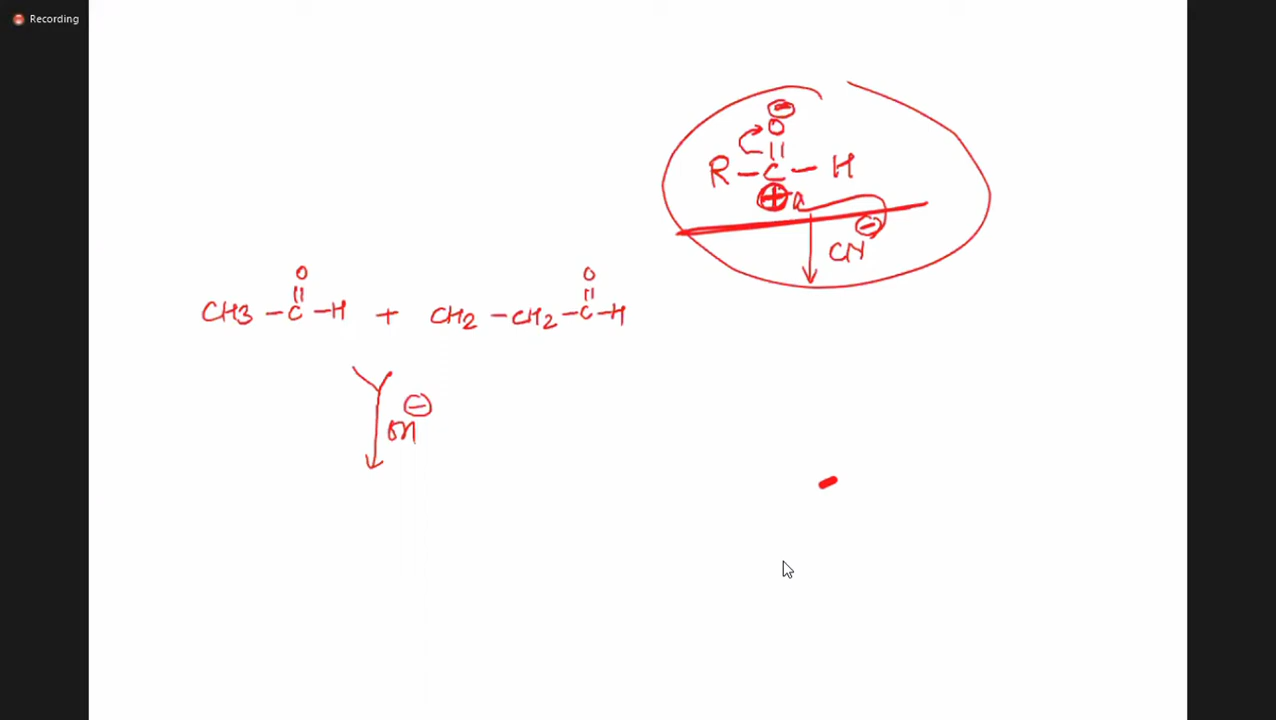 Recording
⊖
O
||
R - C - H
⊕
⊖
CN
O O
|| ||
CH3 - C - H + CH2 - CH2 - C - H
⊖
OH